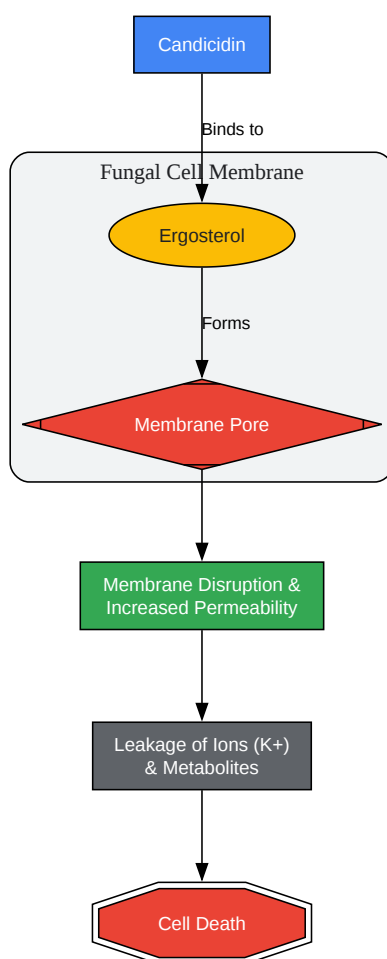 Candicidin
Binds to
Fungal Cell Membrane
Ergosterol
Forms
Membrane Pore
Membrane Disruption &
Increased Permeability
Leakage of Ions (K+)
& Metabolites
Cell Death